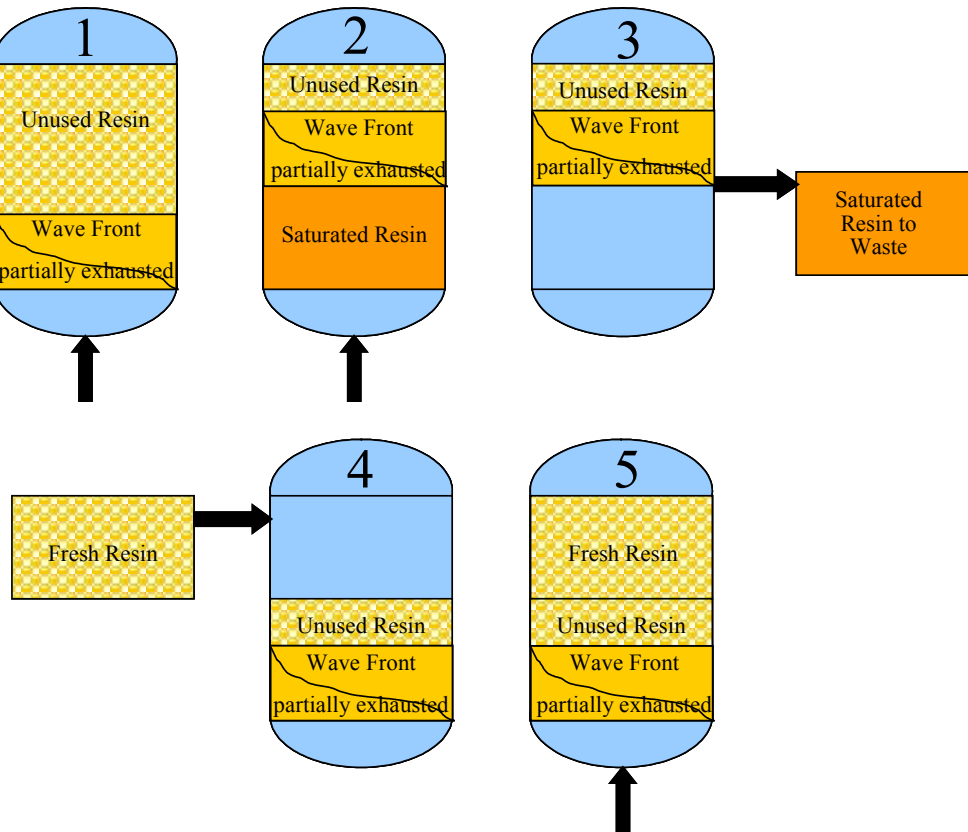 1
Unused Resin
Wave Front
partially exhausted
2
Unused Resin
Wave Front
partially exhausted
Saturated Resin
3
Unused Resin
Wave Front
partially exhausted
Saturated
Resin to
Waste
Fresh Resin
4
Unused Resin
Wave Front
partially exhausted
5
Fresh Resin
Unused Resin
Wave Front
partially exhausted